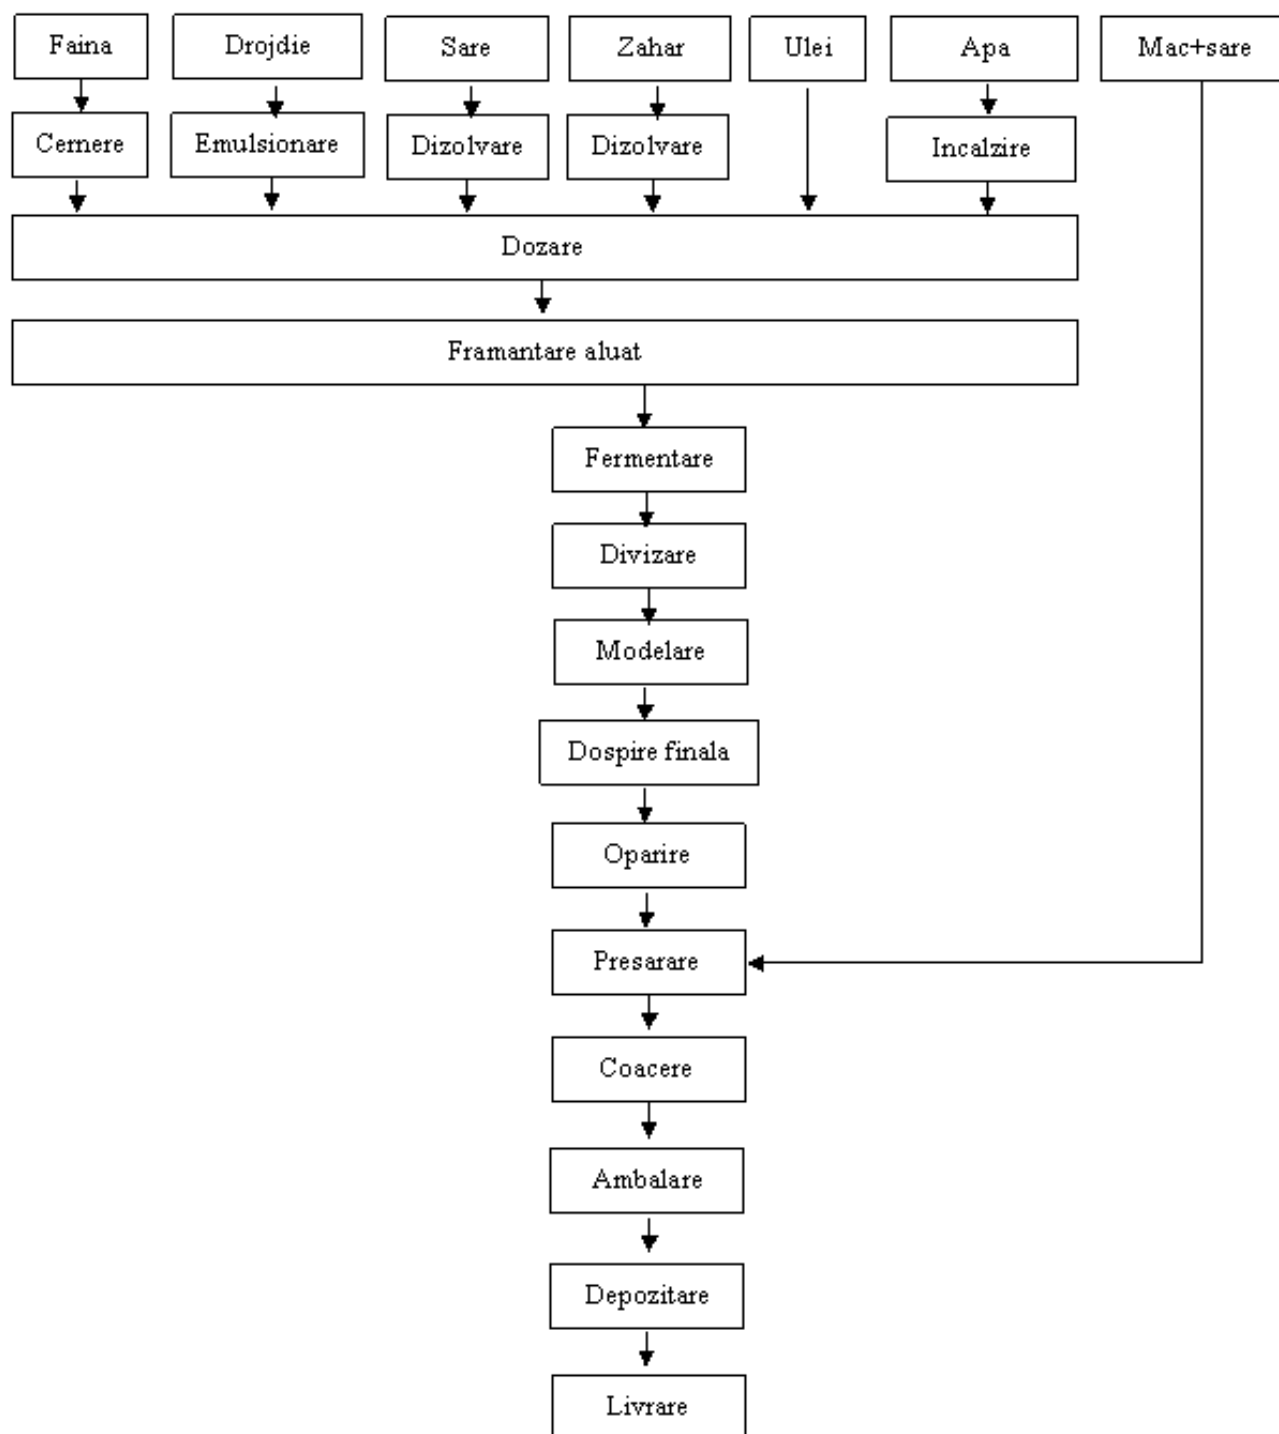 Faina
Drojdie
Sare
Zahar
Ulei
Apa
Mac+sare
Cernere
Emulsionare
Dizolvare
Dizolvare
Incalzire
Dozare
Framantare aluat
Fermentare
Divizare
Modelare
Dospire finala
Oparire
Presarare
Coacere
Ambalare
Depozitare
Livrare